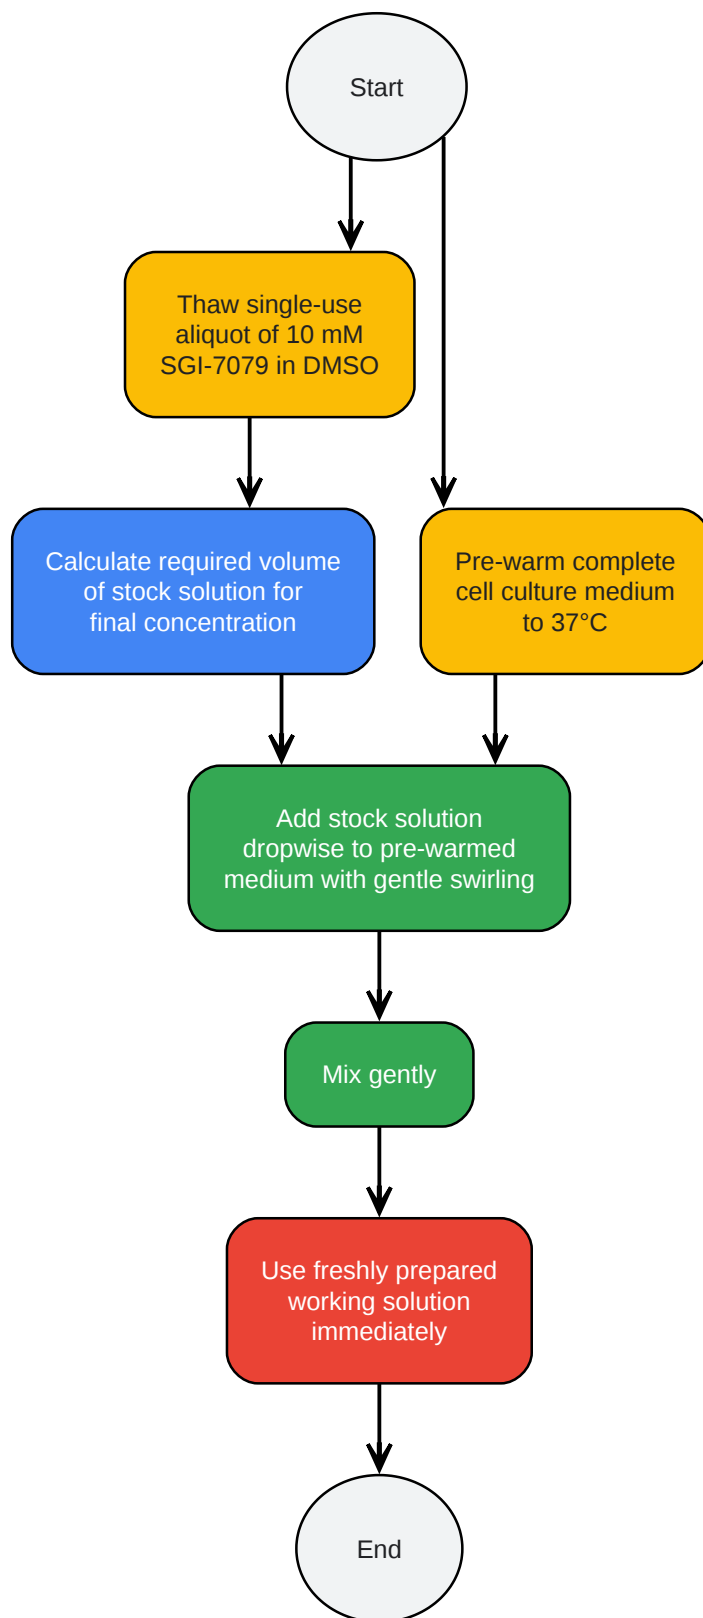 Start
Thaw single-use
aliquot of 10 mM
SGI-7079 in DMSO
Calculate required volume
of stock solution for
final concentration
Pre-warm complete
cell culture medium
to 37°C
Add stock solution
dropwise to pre-warmed
medium with gentle swirling
Mix gently
Use freshly prepared
working solution
immediately
End